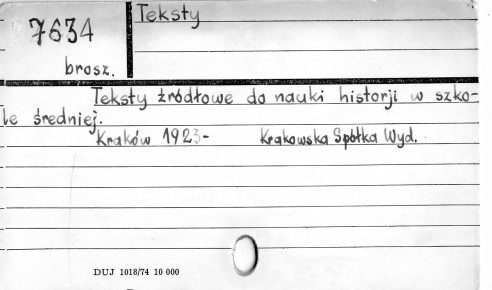 7634
brosz.
Teksty
Teksty źródłowe do nauki historji w szko-
le średniej.
Kraków 1923- Krakowska Spółka Wyd.
DUJ 1018/74 10 000